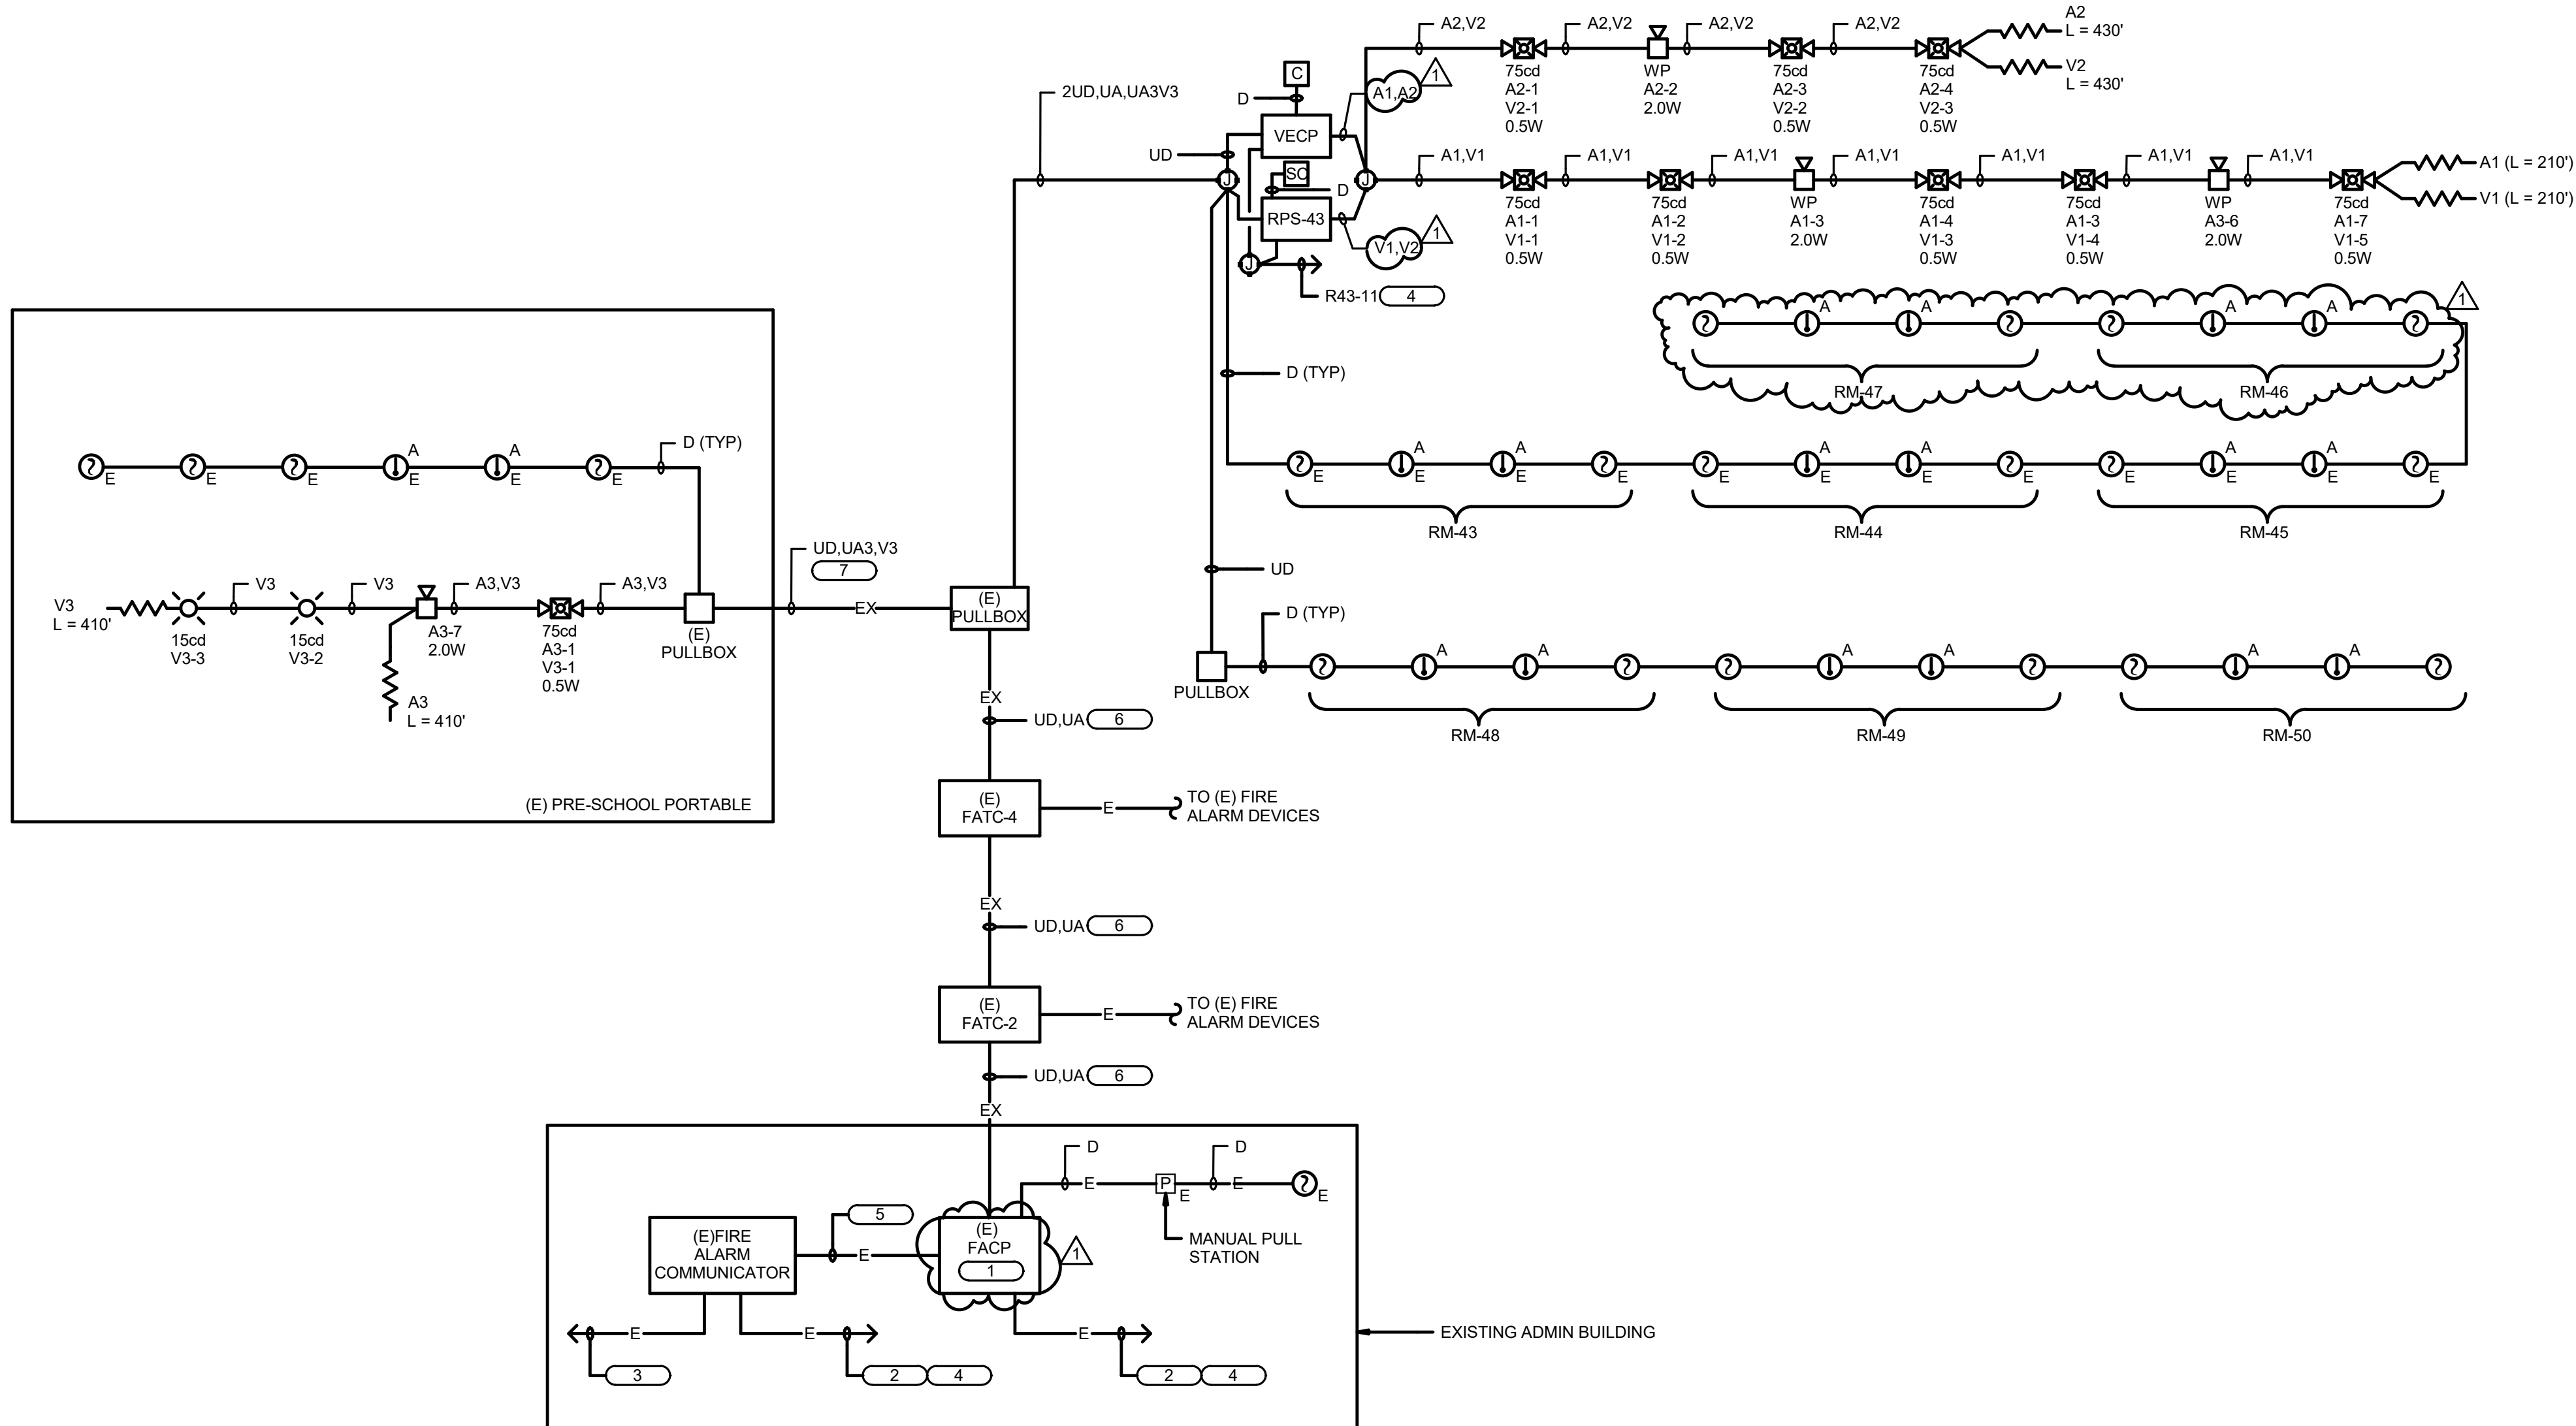 A2,V2
A2,V2
A2,V2
A2,V2
A2
L = 430'
V2
L = 430'
75cd
A2-1
V2-1
0.5W
WP
A2-2
2.0W
75cd
A2-3
V2-2
0.5W
75cd
A2-4
V2-3
0.5W
2UD,UA,UA3V3
C
D
A1,A2
1
VECP
UD
J
SC
D
J
RPS-43
V1,V2
1
J
R43-11
4
A1,V1
A1,V1
A1,V1
A1,V1
A1,V1
A1,V1
A1,V1
A1 (L = 210')
V1 (L = 210')
75cd
A1-1
V1-1
0.5W
75cd
A1-2
V1-2
0.5W
WP
A1-3
2.0W
75cd
A1-4
V1-3
0.5W
75cd
A1-3
V1-4
0.5W
WP
A3-6
2.0W
75cd
A1-7
V1-5
0.5W
1
A
A
A
A
RM-47
RM-46
D (TYP)
A
A
A
A
A
A
E
E
E
E
E
E
E
E
E
E
E
E
RM-43
RM-44
RM-45
D (TYP)
A
A
E
E
E
E
E
E
UD,UA3,V3
7
EX
V3
L = 410'
V3
V3
A3,V3
A3,V3
15cd
V3-3
15cd
V3-2
A3-7
2.0W
75cd
A3-1
V3-1
0.5W
(E)
PULLBOX
A3
L = 410'
(E) PRE-SCHOOL PORTABLE
(E)
PULLBOX
UD
D (TYP)
PULLBOX
A
A
A
A
A
A
RM-48
RM-49
RM-50
EX
UD,UA
6
(E)
FATC-4
E
TO (E) FIRE
ALARM DEVICES
EX
UD,UA
6
(E)
FATC-2
E
TO (E) FIRE
ALARM DEVICES
UD,UA
6
EX
D
D
E
P
E
E
E
MANUAL PULL
STATION
5
(E)FIRE
ALARM
COMMUNICATOR
E
(E)
FACP
1
1
E
E
E
3
2
4
2
4
EXISTING ADMIN BUILDING